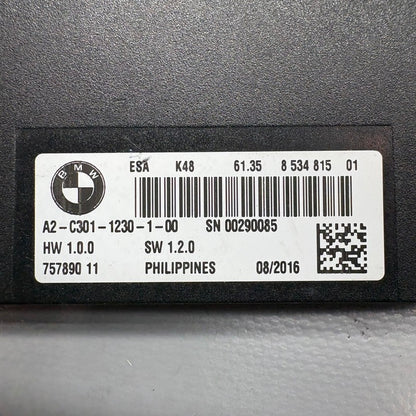 BMW
ESA K48 61.35 8 534 815 01
A2-C301-1230-1-00 SN 00290085
HW 1.0.0 SW 1.2.0
757890 11 PHILIPPINES 08/2016